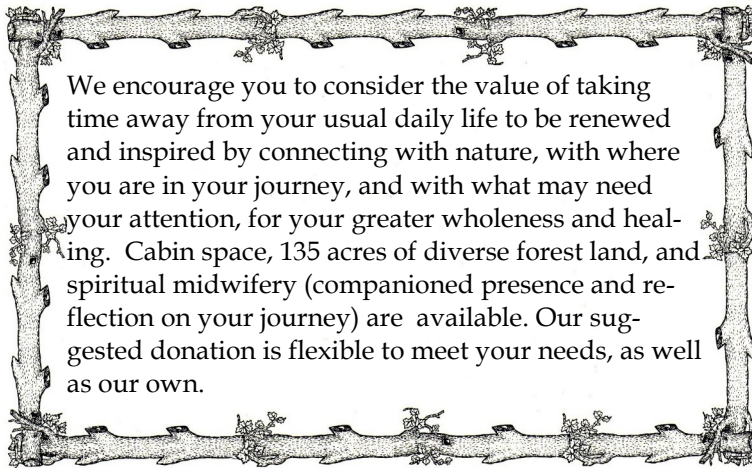 We encourage you to consider the value of taking
time away from your usual daily life to be renewed
and inspired by connecting with nature, with where
you are in your journey, and with what may need
your attention, for your greater wholeness and heal-
ing.  Cabin space, 135 acres of diverse forest land, and
spiritual midwifery (companioned presence and re-
flection on your journey) are  available. Our sug-
gested donation is flexible to meet your needs, as well
as our own.